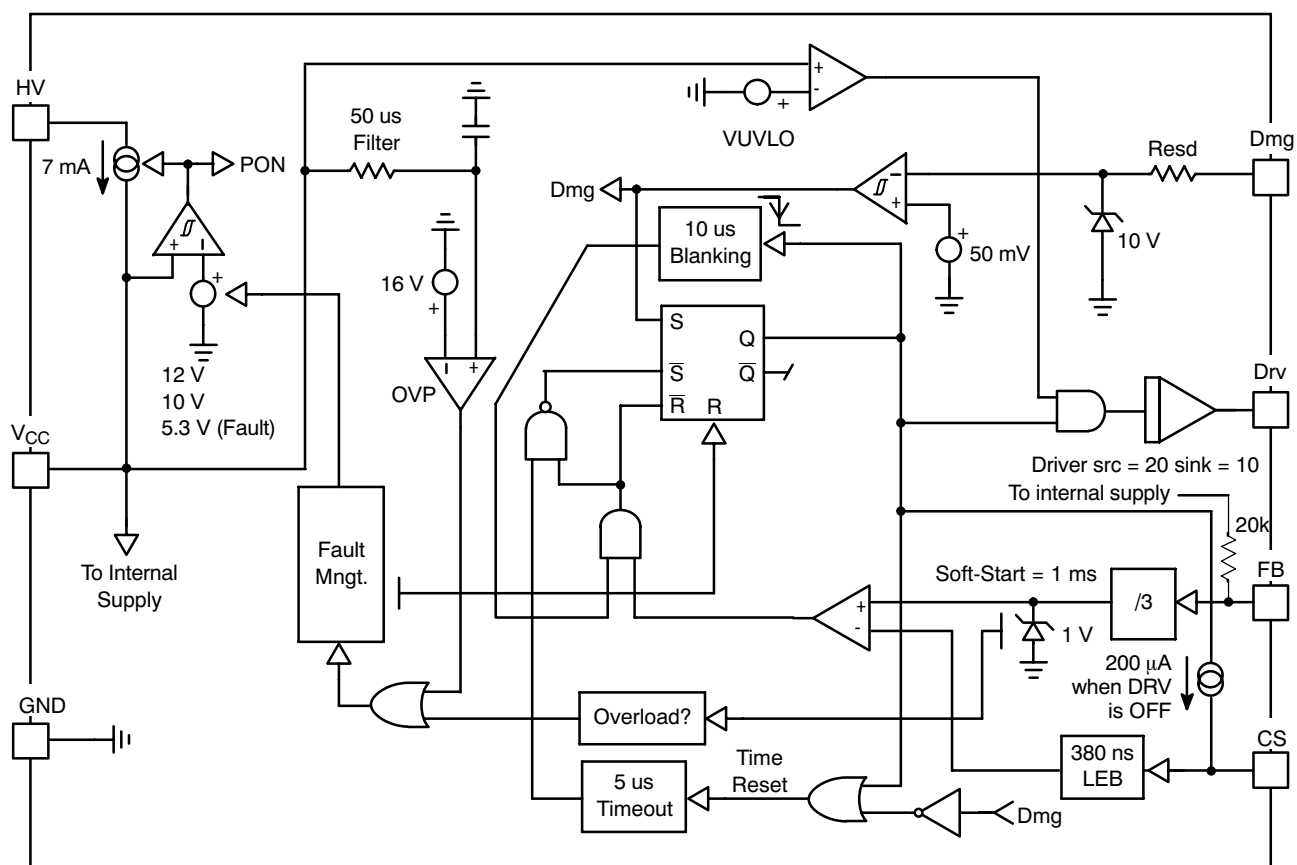 HV
7 mA
PON
+
12 V
10 V
5.3 V (Fault)
VCC
To Internal
Supply
GND
50 us
Filter
16 V
+
-
+
OVP
Fault
Mngt.
+
-
+
VUVLO
Dmg
10 us
Blanking
-
+
+
50 mV
Resd
10 V
Dmg
S
S
R
R
Q
Q
Drv
Driver src = 20 sink = 10
To internal supply
20k
FB
/3
Soft-Start = 1 ms
+
-
1 V
200 μA
when DRV
is OFF
CS
380 ns
LEB
Overload?
5 us
Timeout
Time
Reset
Dmg